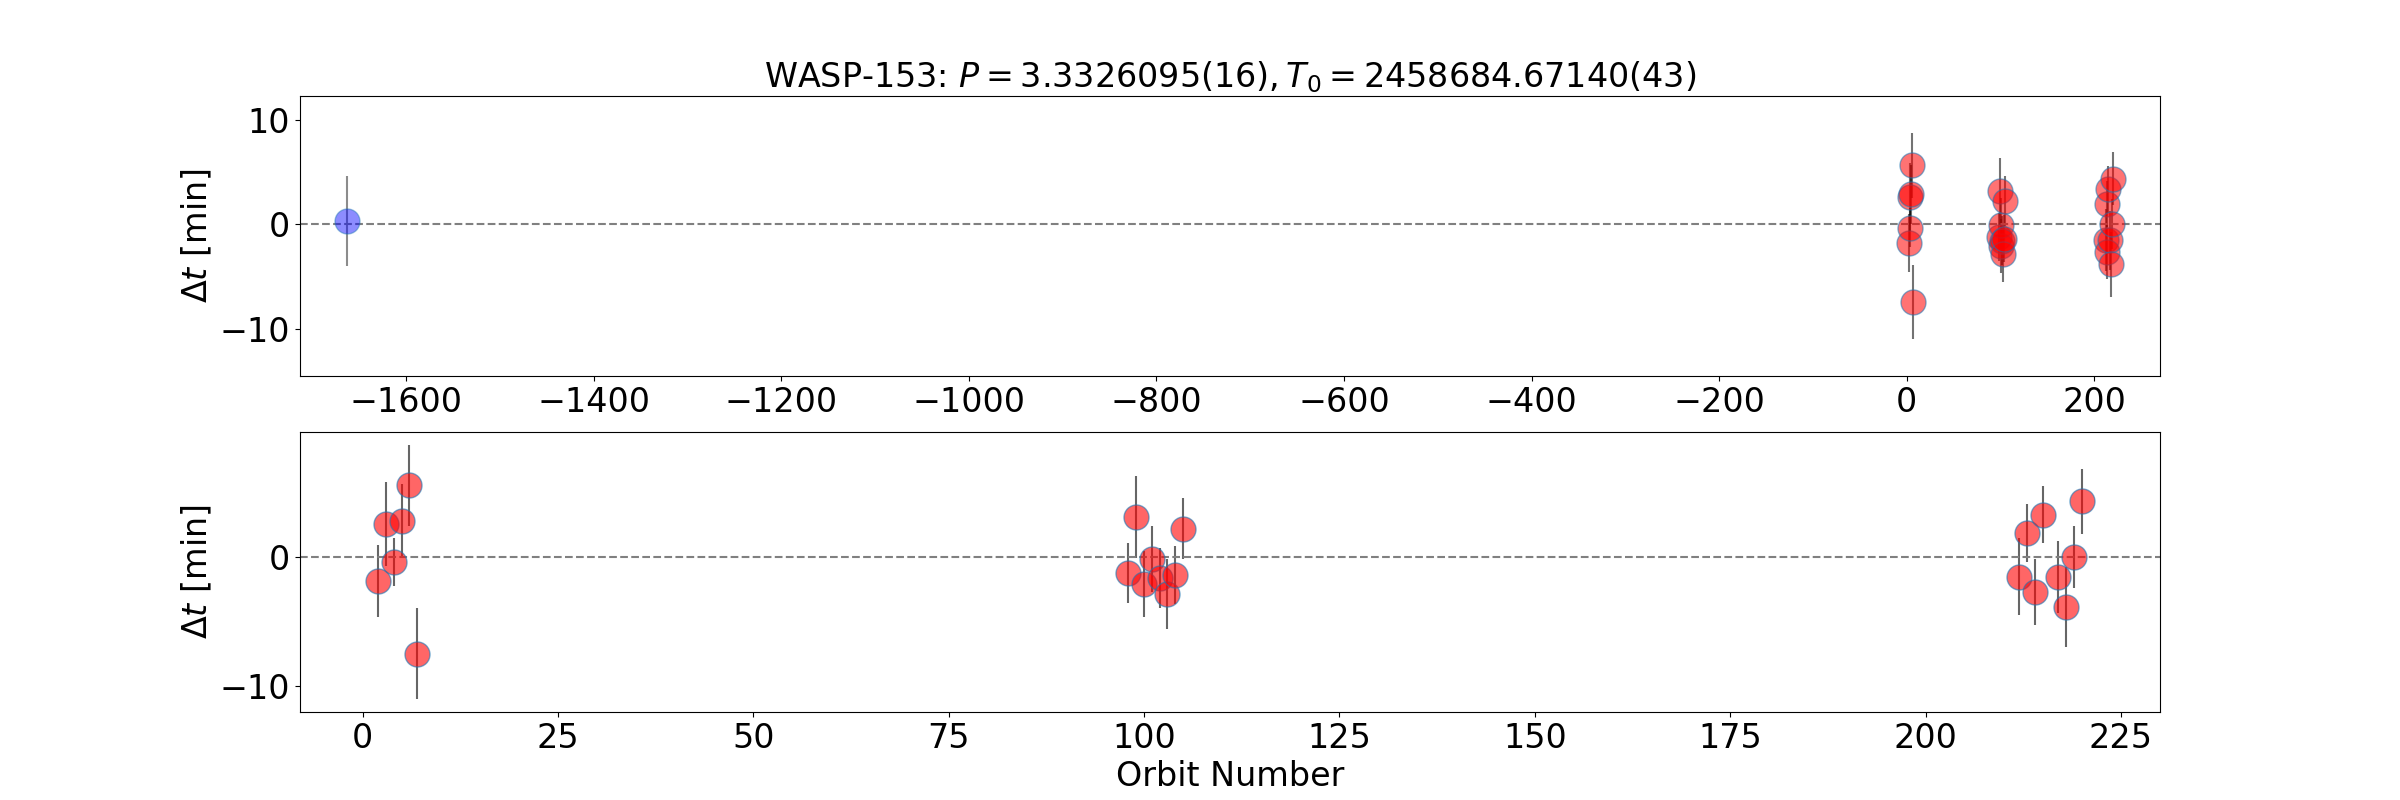 WASP-153: P = 3.3326095(16), T₀ = 2458684.67140(43)
10
0
−10
Δt [min]
−1600 −1400 −1200 −1000 −800 −600 −400 −200 0 200
0
−10
Δt [min]
0 25 50 75 100 125 150 175 200 225
Orbit Number